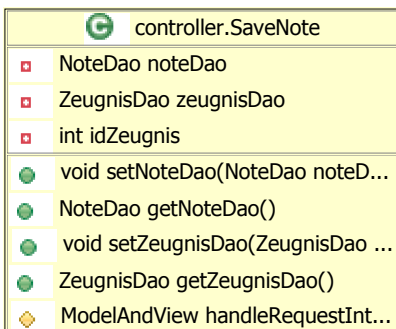 C controller.SaveNote
NoteDao noteDao
ZeugnisDao zeugnisDao
int idZeugnis
void setNoteDao(NoteDao noteD...
NoteDao getNoteDao()
void setZeugnisDao(ZeugnisDao ...
ZeugnisDao getZeugnisDao()
ModelAndView handleRequestInt...